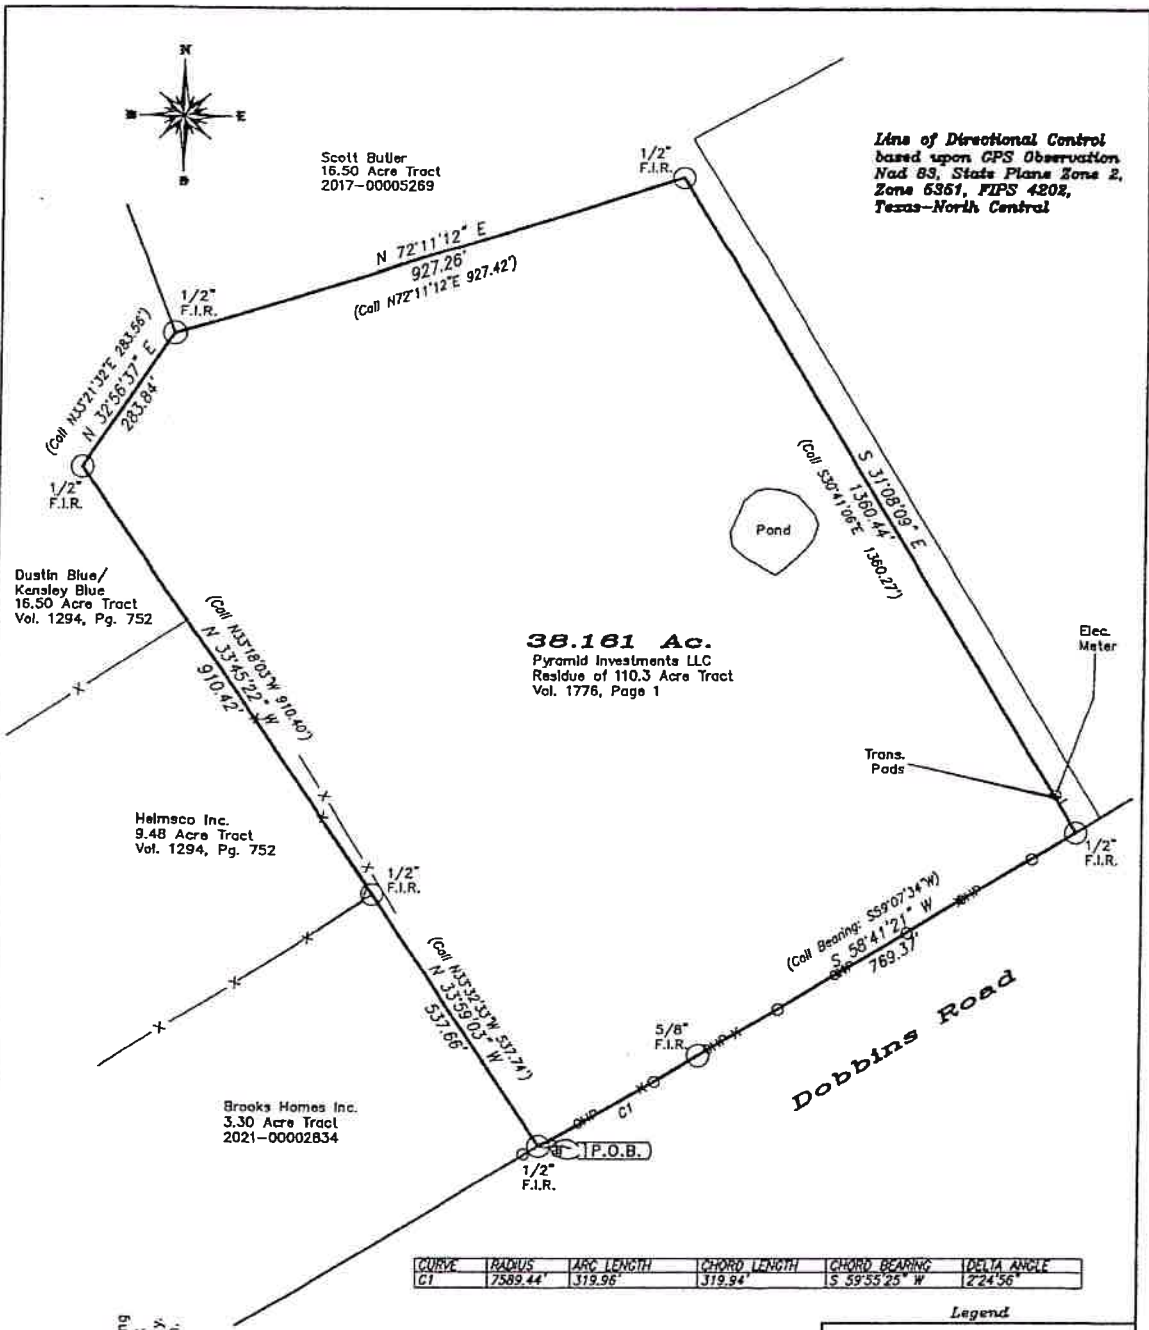 N
E
Scott Butler
16.50 Acre Tract
2017-00005269
1/2"
F.I.R.
Line of Directional Control
based upon GPS Observation
Nad 83, State Plane Zone 2,
Zone 5351, FIPS 4202,
Texas-North Central
N 72°11'12" E
927.26'
(Call N72°11'12"E 927.42')
1/2"
F.I.R.
(Call N33°21'32"E 283.56')
N 32°56'37" E
283.84'
1/2"
F.I.R.
S 31°08'09" E
1360.44'
(Call S30°41'06"E 1360.27')
Pond
Dustin Blue/
Kensley Blue
16.50 Acre Tract
Vol. 1294, Pg. 752
(Call N33°18'03"W 910.40')
N 33°45'22" W
910.42'
38.161 Ac.
Pyramid Investments LLC
Residue of 110.3 Acre Tract
Vol. 1776, Page 1
Elec.
Meter
Trans.
Pads
Helmsco Inc.
9.48 Acre Tract
Vol. 1294, Pg. 752
1/2"
F.I.R.
1/2"
F.I.R.
(Call Bearing: S59°07'34"W)
S 58°41'21" W
769.37'
OHP
OHP
(Call N33°32'33"W 537.74')
N 33°59'03" W
537.66'
5/8"
F.I.R.
OHP
Dobbins Road
Brooks Homes Inc.
3.30 Acre Tract
2021-00002834
OHP
C1
P.O.B.
1/2"
F.I.R.
CURVE RADIUS ARC LENGTH CHORD LENGTH CHORD BEARING DELTA ANGLE
C1 7589.44' 319.96' 319.94' S 59°55'25" W 2°24'56"
Legend